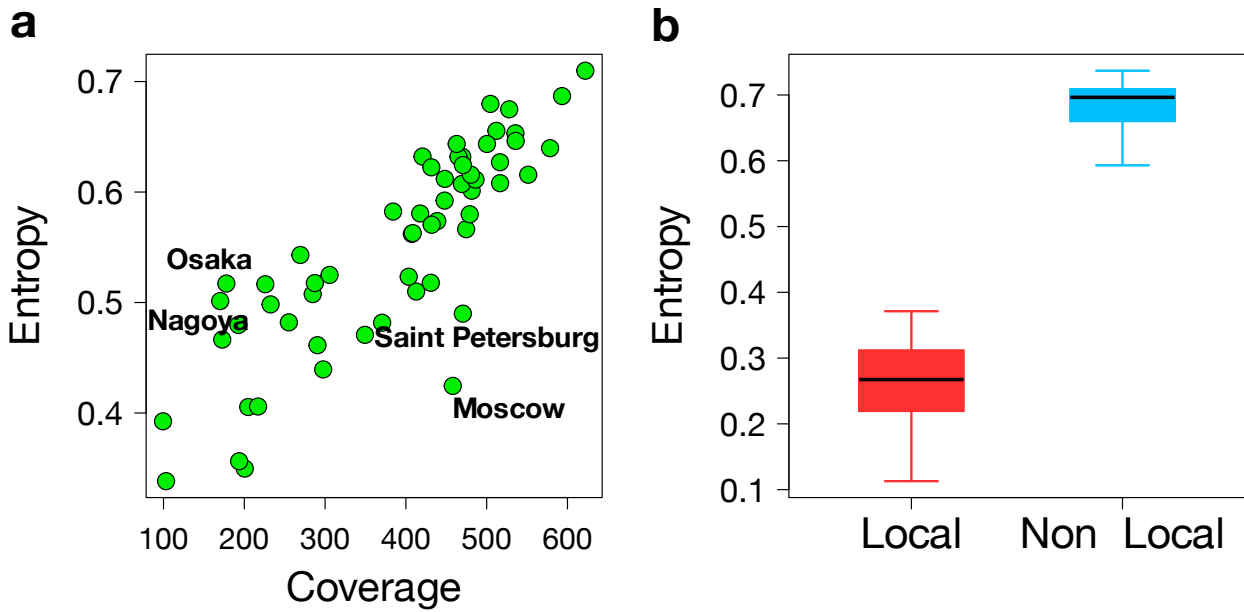 a
0.7
0.6
0.5
0.4
Entropy
Osaka
Nagoya
Saint Petersburg
Moscow
100 200 300 400 500 600
Coverage
b
0.7
0.6
0.5
0.4
0.3
0.2
0.1
Entropy
Local Non Local